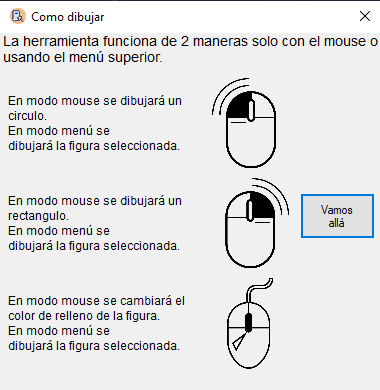 Como dibujar
La herramienta funciona de 2 maneras solo con el mouse o
usando el menú superior.
En modo mouse se dibujará un
circulo.
En modo menú se
dibujará la figura seleccionada.
En modo mouse se dibujará un
rectangulo.
En modo menú se
dibujará la figura seleccionada.
Vamos
allá
En modo mouse se cambiará el
color de relleno de la figura.
En modo menú se
dibujará la figura seleccionada.